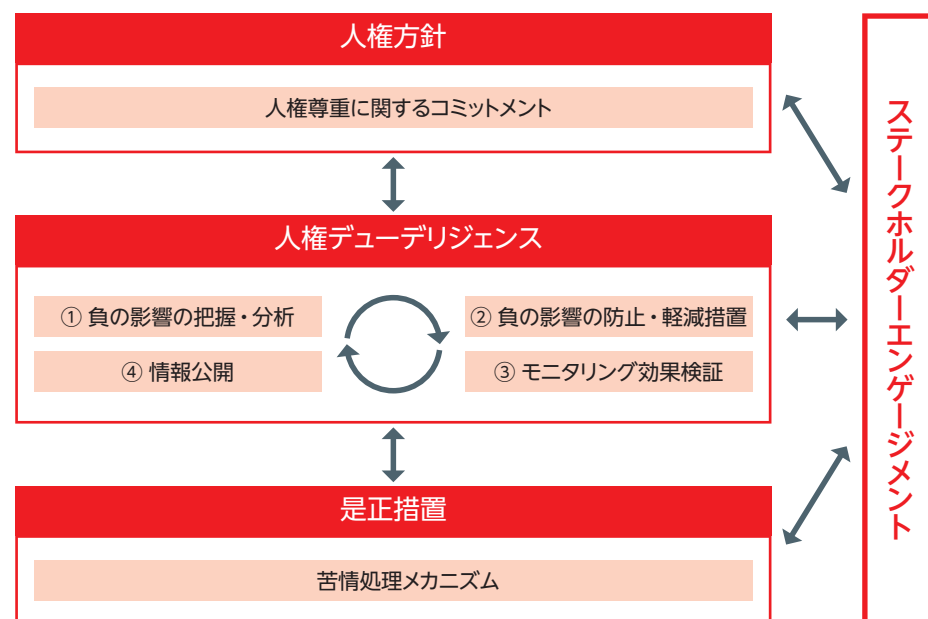 人権方針
人権尊重に関するコミットメント
人権デューデリジェンス
① 負の影響の把握・分析
② 負の影響の防止・軽減措置
④ 情報公開
③ モニタリング効果検証
是正措置
苦情処理メカニズム
ステークホルダーエンゲージメント